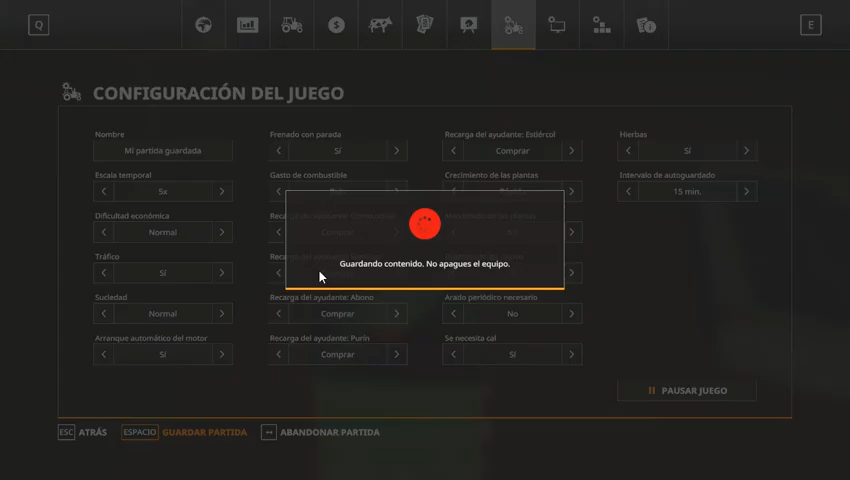 Q
E
CONFIGURACIÓN DEL JUEGO
Nombre
Mi partida guardada
Frenado con parada
Sí
Recarga del ayudante: Estiércol
Comprar
Hierbas
Sí
Escala temporal
5x
Gasto de combustible
Crecimiento de las plantas
Intervalo de autoguardado
15 min.
Dificultad económica
Normal
Tráfico
Sí
Guardando contenido. No apagues el equipo.
Suciedad
Normal
Recarga del ayudante: Abono
Comprar
Arado periódico necesario
No
Arranque automático del motor
Sí
Recarga del ayudante: Purín
Comprar
Se necesita cal
Sí
PAUSAR JUEGO
ESC ATRÁS
ESPACIO GUARDAR PARTIDA
ABANDONAR PARTIDA